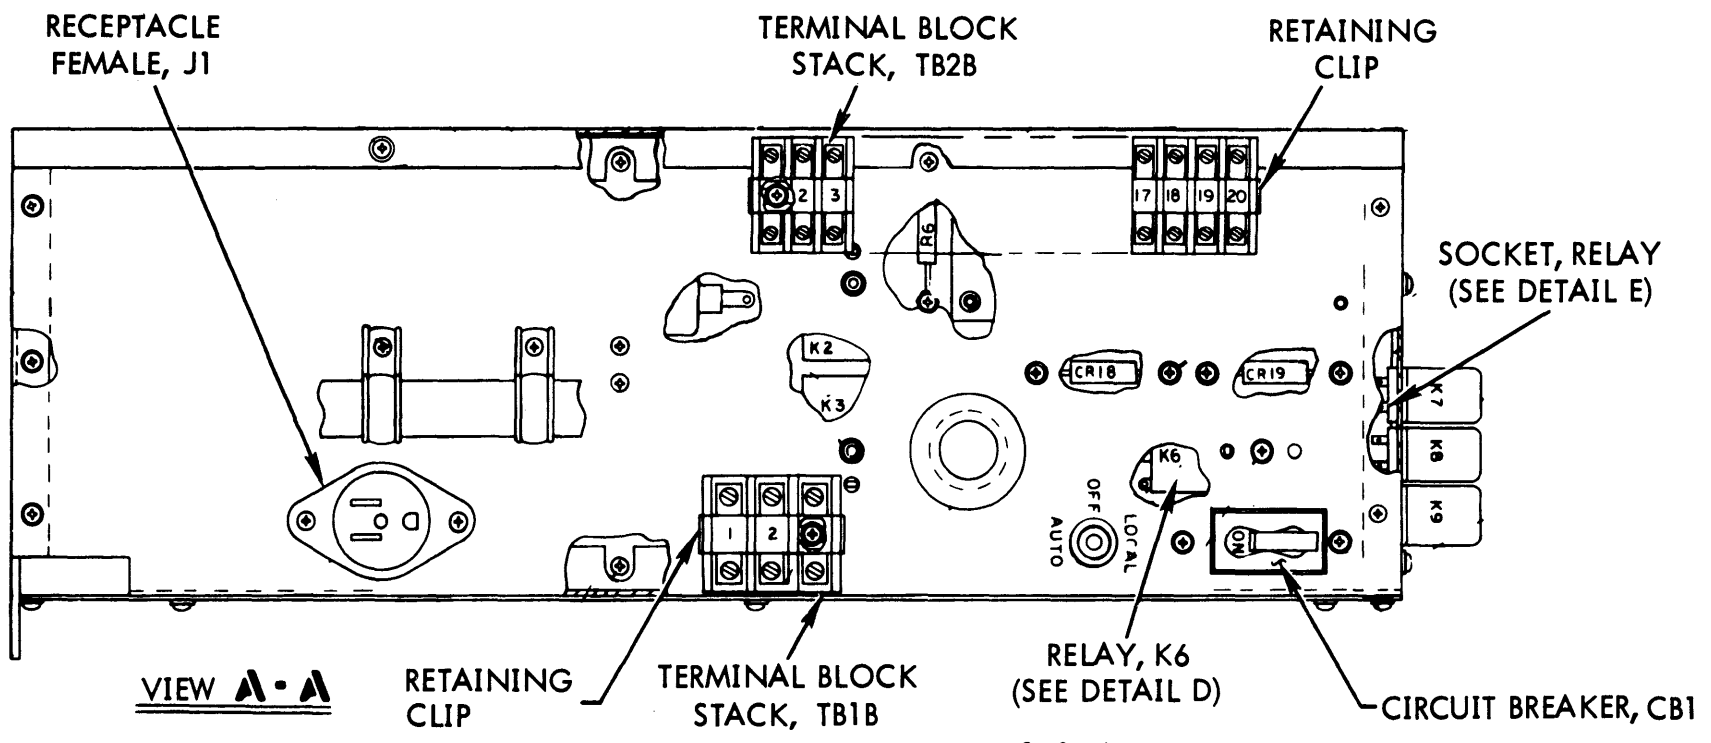 RECEPTACLE
FEMALE, J1
TERMINAL BLOCK
STACK, TB2B
RETAINING
CLIP
2 3
17 18 19 20
R6
SOCKET, RELAY
(SEE DETAIL E)
K2
K3
CR18
CR19
K7
K8
K9
K6
1 2
OFF
AUTO
LOCAL
ON
VIEW A-A
RETAINING
CLIP
TERMINAL BLOCK
STACK, TB1B
RELAY, K6
(SEE DETAIL D)
CIRCUIT BREAKER, CB1